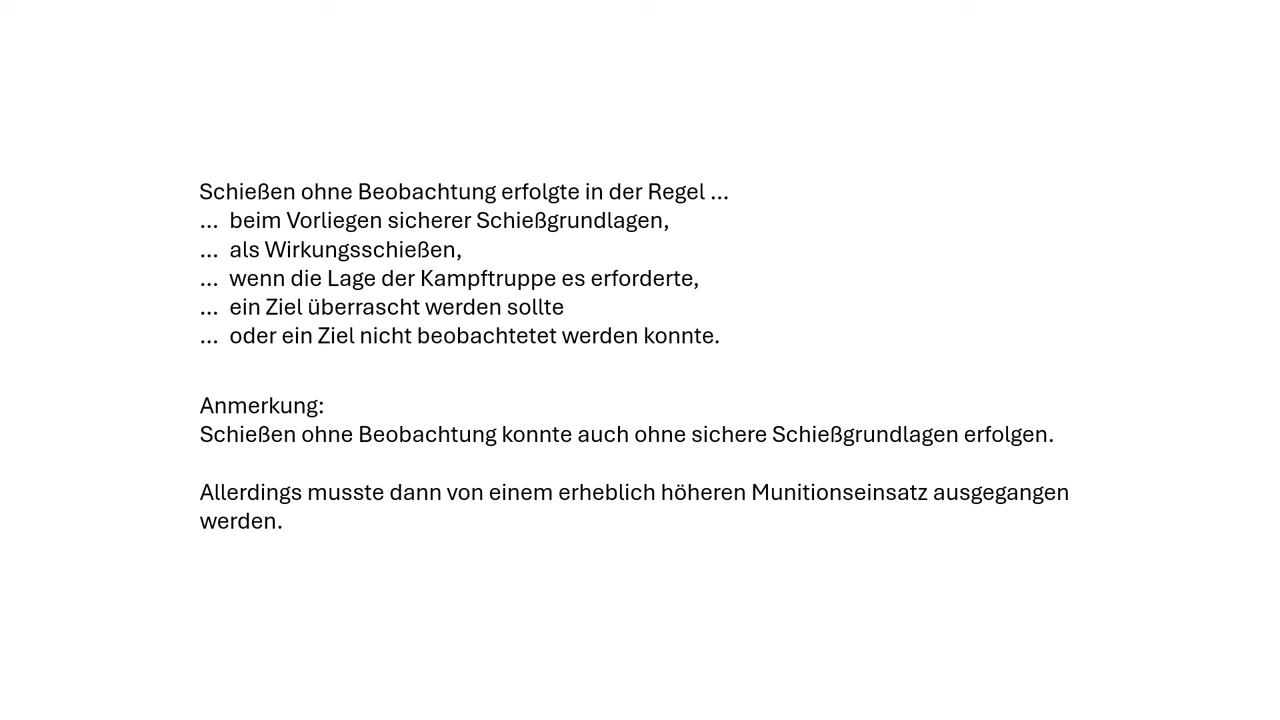 Schießen ohne Beobachtung erfolgte in der Regel ...
... beim Vorliegen sicherer Schießgrundlagen,
... als Wirkungsschießen,
... wenn die Lage der Kampftruppe es erforderte,
... ein Ziel überrascht werden sollte
... oder ein Ziel nicht beobachtetet werden konnte.
Anmerkung:
Schießen ohne Beobachtung konnte auch ohne sichere Schießgrundlagen erfolgen.
Allerdings musste dann von einem erheblich höheren Munitionseinsatz ausgegangen
werden.